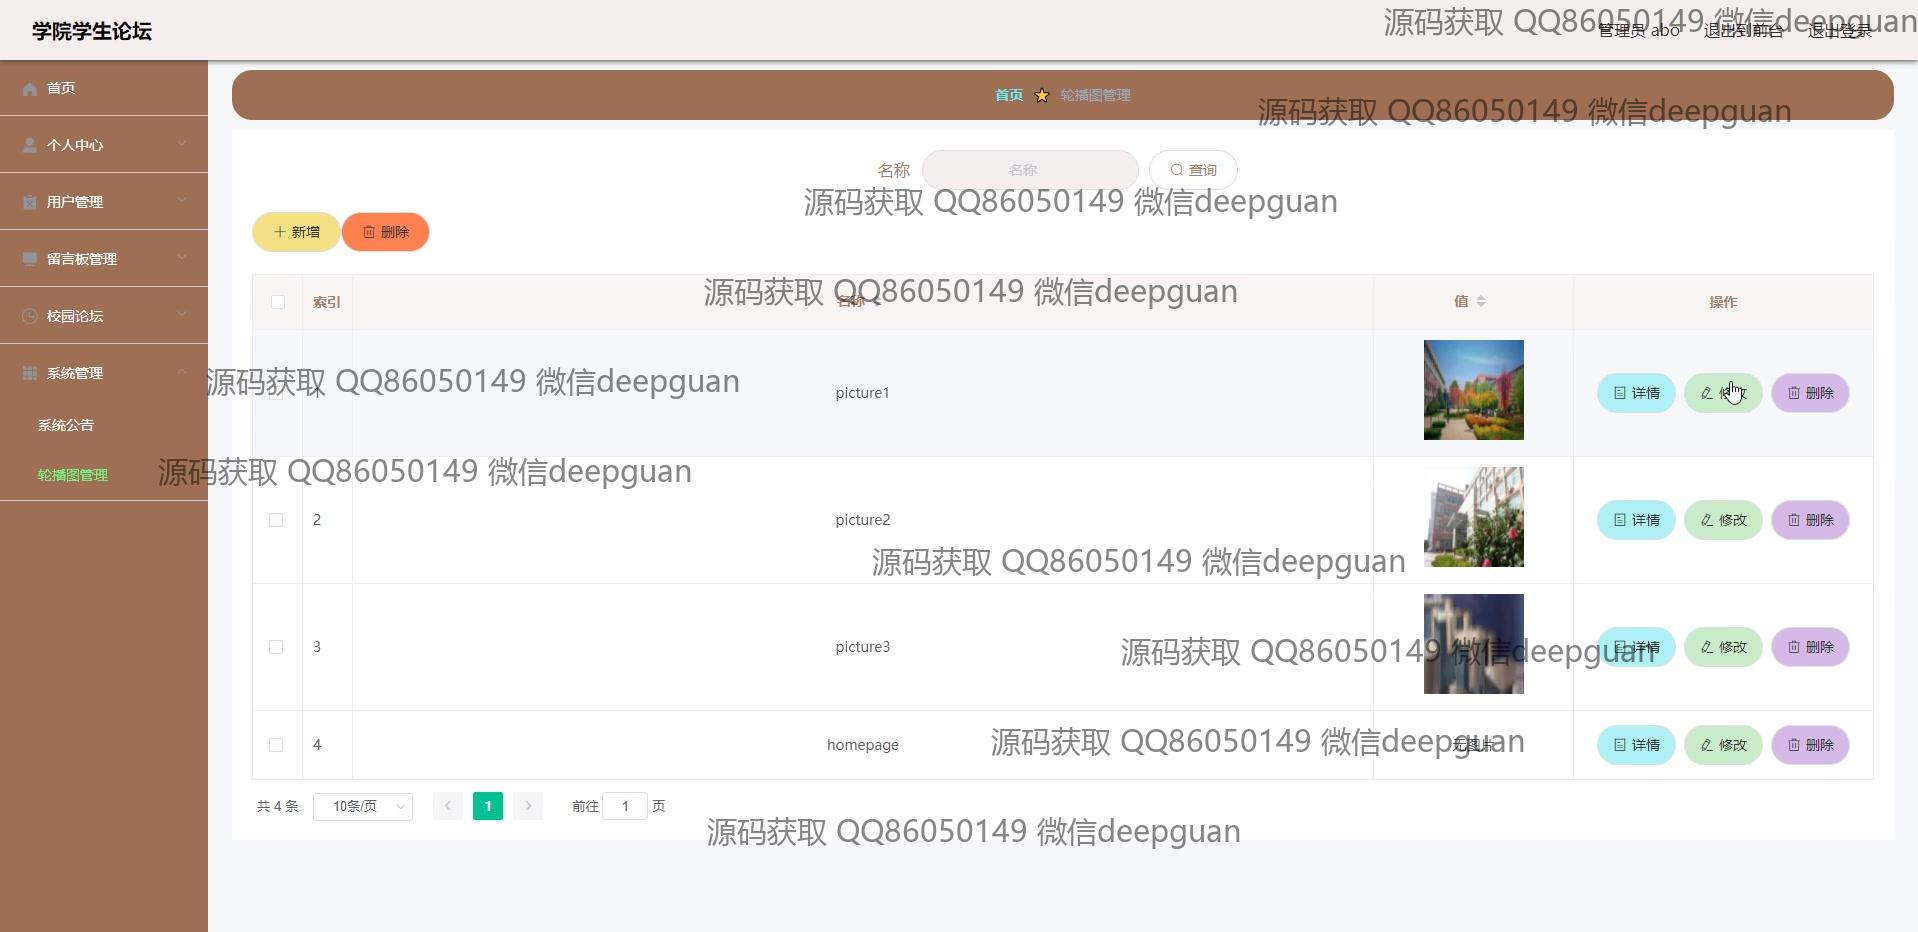 学院学生论坛
源码获取 QQ86050149 微信deepguan
管理员 abo 退出到前台 退出登录
首页
首页 轮播图管理
源码获取 QQ86050149 微信deepguan
个人中心
名称 名称 查询
用户管理
源码获取 QQ86050149 微信deepguan
新增 删除
留言板管理
源码获取 QQ86050149 微信deepguan
索引 名称 值 操作
校园论坛
系统管理
源码获取 QQ86050149 微信deepguan
1 picture1 详情 修改 删除
系统公告
轮播图管理
源码获取 QQ86050149 微信deepguan
2 picture2 详情 修改 删除
源码获取 QQ86050149 微信deepguan
3 picture3 详情 修改 删除
源码获取 QQ86050149 微信deepguan
4 homepage 无图片 详情 修改 删除
源码获取 QQ86050149 微信deepguan
共 4 条 10条/页 1 前往 1 页
源码获取 QQ86050149 微信deepguan